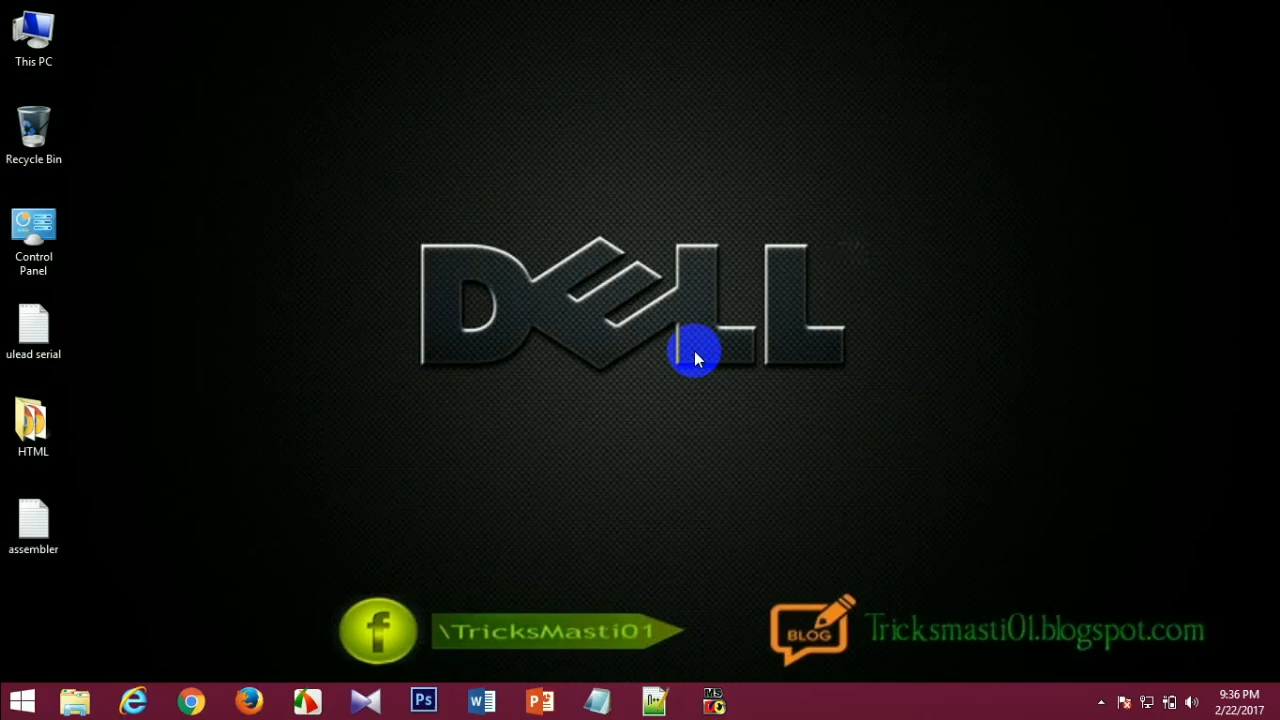 This PC
Recycle Bin
Control
Panel
ulead serial
HTML
assembler
DELL
f
\TricksMasti01
BLOG
Tricksmasti01.blogspot.com
Ps
W
P
A++
MS
9:36 PM
2/22/2017